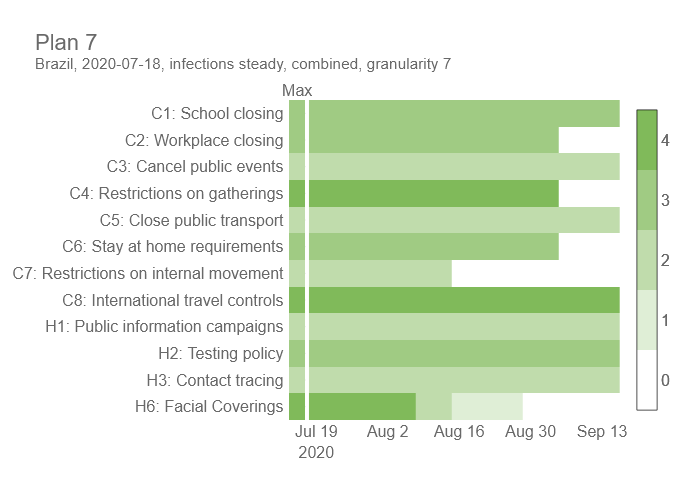 Plan 7
Brazil, 2020-07-18, infections steady, combined, granularity 7
Max
C1: School closing
C2: Workplace closing
C3: Cancel public events
C4: Restrictions on gatherings
C5: Close public transport
C6: Stay at home requirements
C7: Restrictions on internal movement
C8: International travel controls
H1: Public information campaigns
H2: Testing policy
H3: Contact tracing
H6: Facial Coverings
Jul 19 Aug 2 Aug 16 Aug 30 Sep 13
2020
4
3
2
1
0